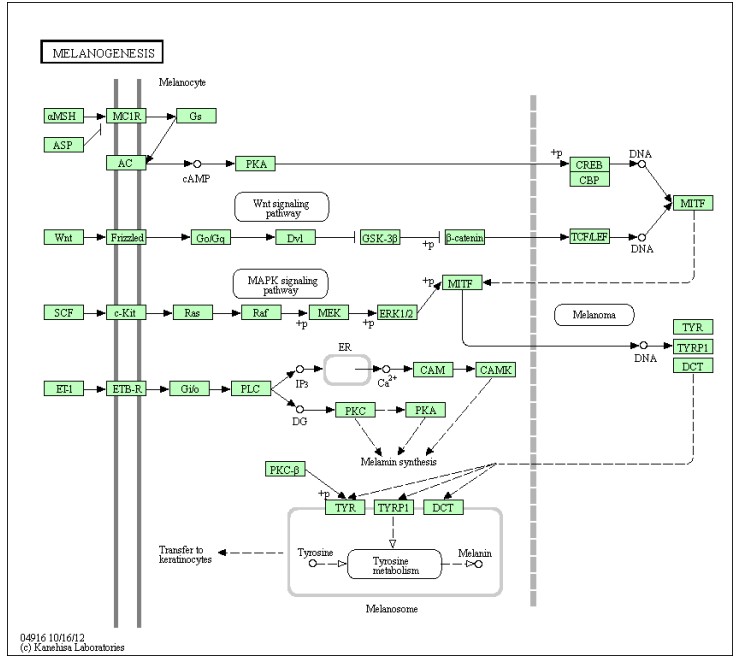 MELANOGENESIS
Melanocyte
αMSH
MC1R
Gs
ASP
AC
cAMP
PKA
+p
CREB
CBP
DNA
MITF
Wnt signaling
pathway
Wnt
Frizzled
Go/Gq
Dvl
GSK-3β
+p
β-catenin
TCF/LEF
DNA
MAPK signaling
pathway
+p
MITF
SCF
c-Kit
Ras
Raf
+p
MEK
+p
ERK1/2
Melanoma
TYR
TYRP1
DCT
DNA
ER
IP3
Ca2+
CAM
CAMK
ET-1
ETB-R
Gi/o
PLC
DG
PKC
PKA
Melamin synthesis
PKC-β
+p
TYR
TYRP1
DCT
Transfer to
keratinocytes
Tyrosine
Tyrosine
metabolism
Melanin
Melanosome
04916 10/16/12
(c) Kanehisa Laboratories